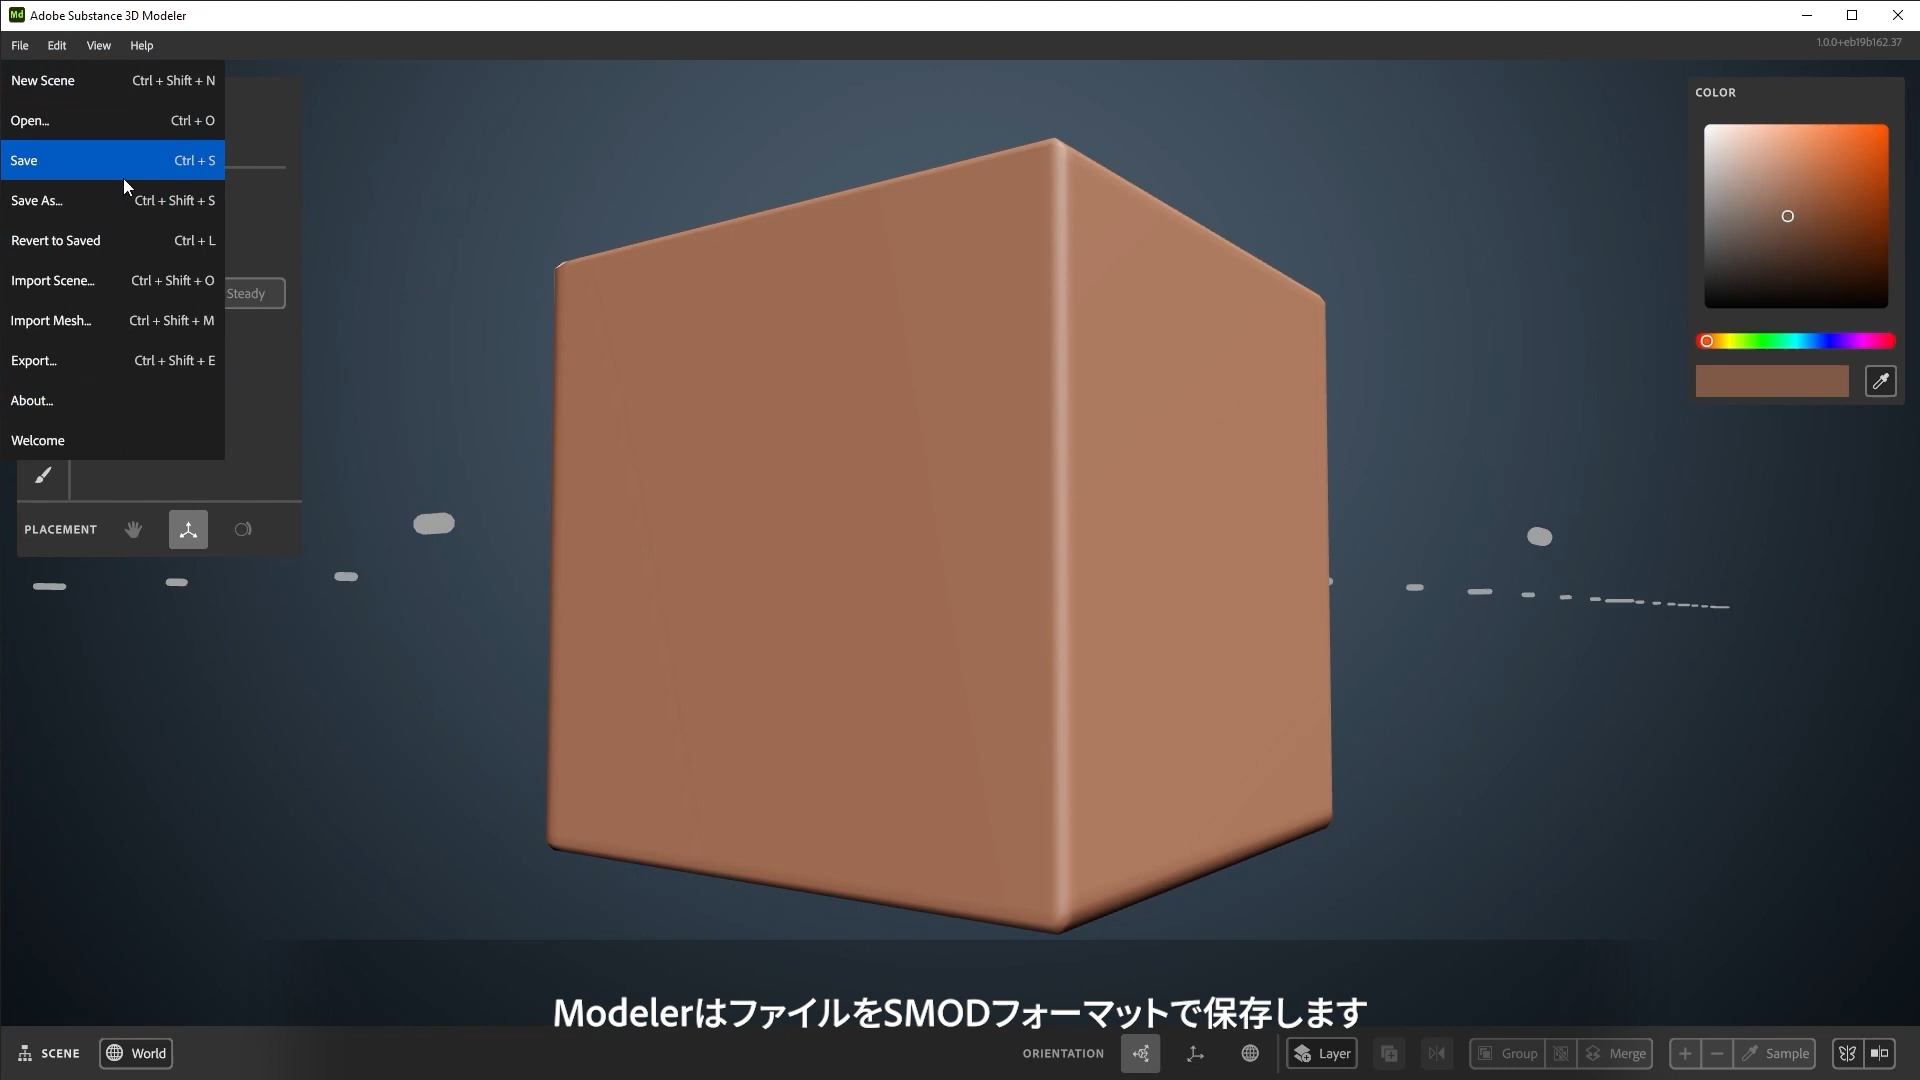 Md Adobe Substance 3D Modeler
File Edit View Help
1.0.0+eb19b162.37
New Scene Ctrl + Shift + N
Open... Ctrl + O
Save Ctrl + S
Save As... Ctrl + Shift + S
Revert to Saved Ctrl + L
Import Scene... Ctrl + Shift + O
Import Mesh... Ctrl + Shift + M
Export... Ctrl + Shift + E
About...
Welcome
Steady
COLOR
PLACEMENT
ModelerはファイルをSMODフォーマットで保存します
SCENE World ORIENTATION Layer Group Merge Sample